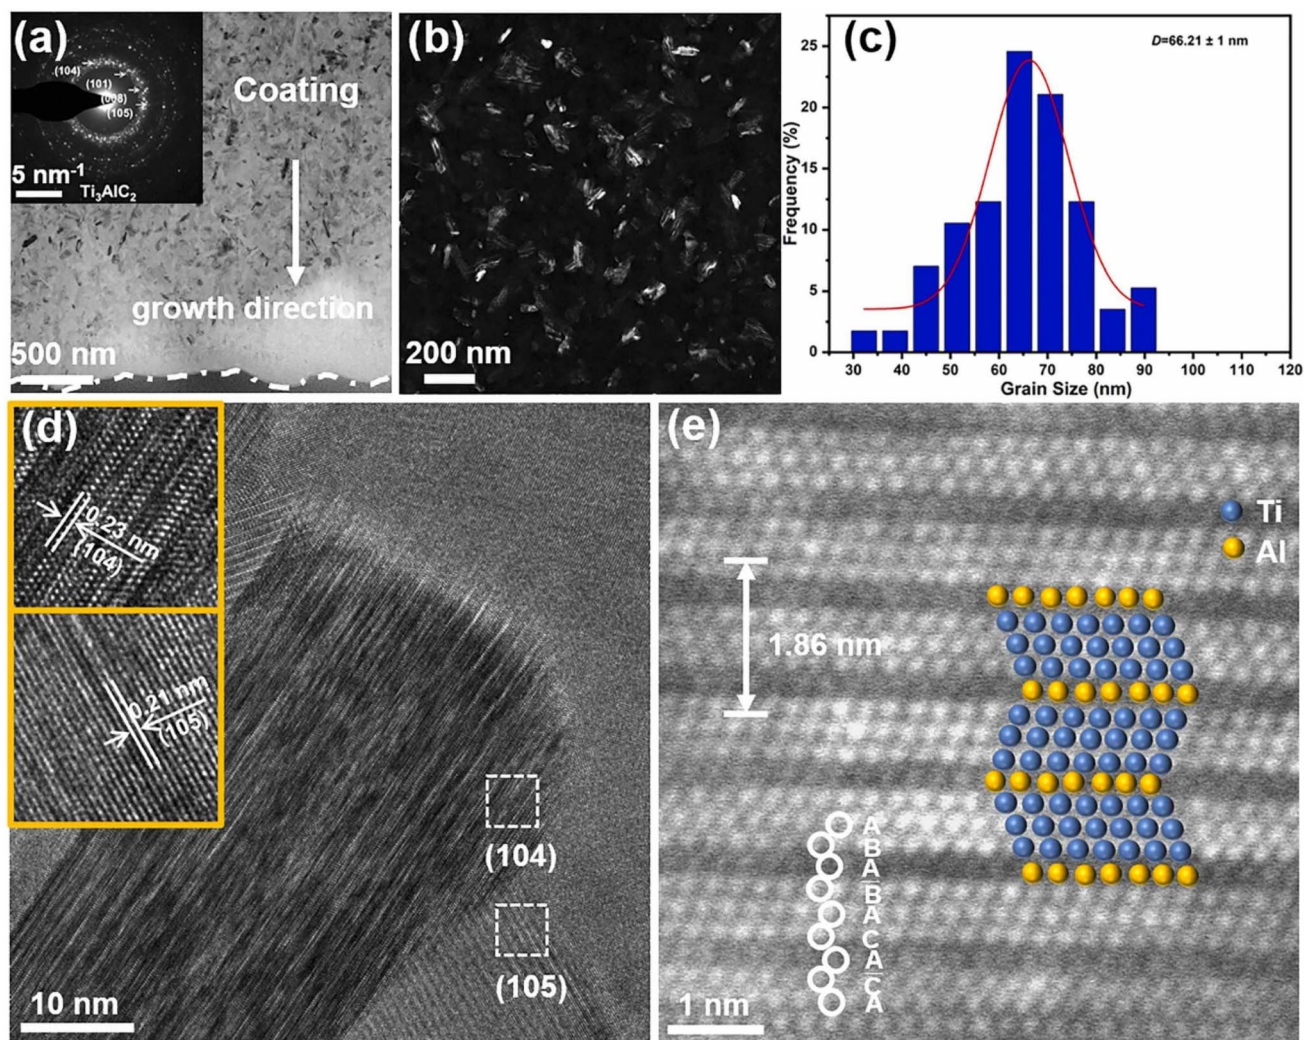 (a)
(104)
(101)
(008)
(105)
5 nm-1
Ti3AlC2
Coating
growth direction
500 nm
(b)
200 nm
(c)
D=66.21 ± 1 nm
Frequency (%)
25
20
15
10
5
0
30 40 50 60 70 80 90 100 110 120
Grain Size (nm)
(d)
0.23 nm
(104)
0.21 nm
(105)
(104)
(105)
10 nm
(e)
Ti
Al
1.86 nm
A
B
A
B
A
C
A
C
A
1 nm